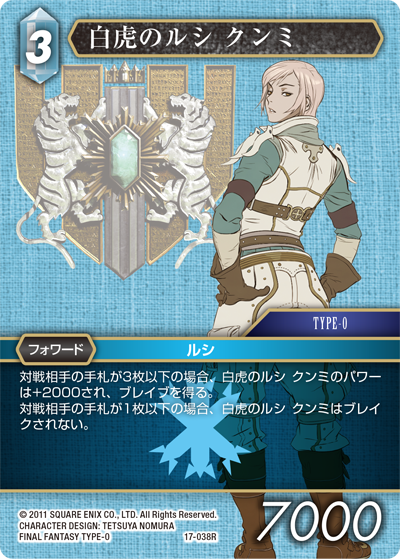 3
白虎のルシ クンミ
TYPE-0
フォワード
ルシ
対戦相手の手札が3枚以下の場合、白虎のルシ クンミのパワー
は+2000され、ブレイブを得る。
対戦相手の手札が1枚以下の場合、白虎のルシ クンミはブレイ
クされない。
© 2011 SQUARE ENIX CO., LTD. All Rights Reserved.
CHARACTER DESIGN: TETSUYA NOMURA
FINAL FANTASY TYPE-0
17-038R
7000